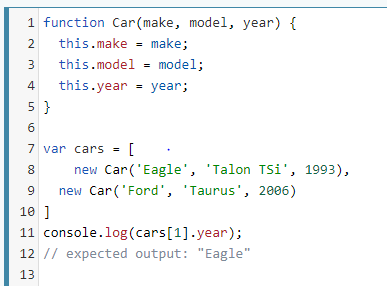 1 function Car(make, model, year) {
2   this.make = make;
3   this.model = model;
4   this.year = year;
5 }
6
7 var cars = [
8     new Car('Eagle', 'Talon TSi', 1993),
9   new Car('Ford', 'Taurus', 2006)
10 ]
11 console.log(cars[1].year);
12 // expected output: "Eagle"
13